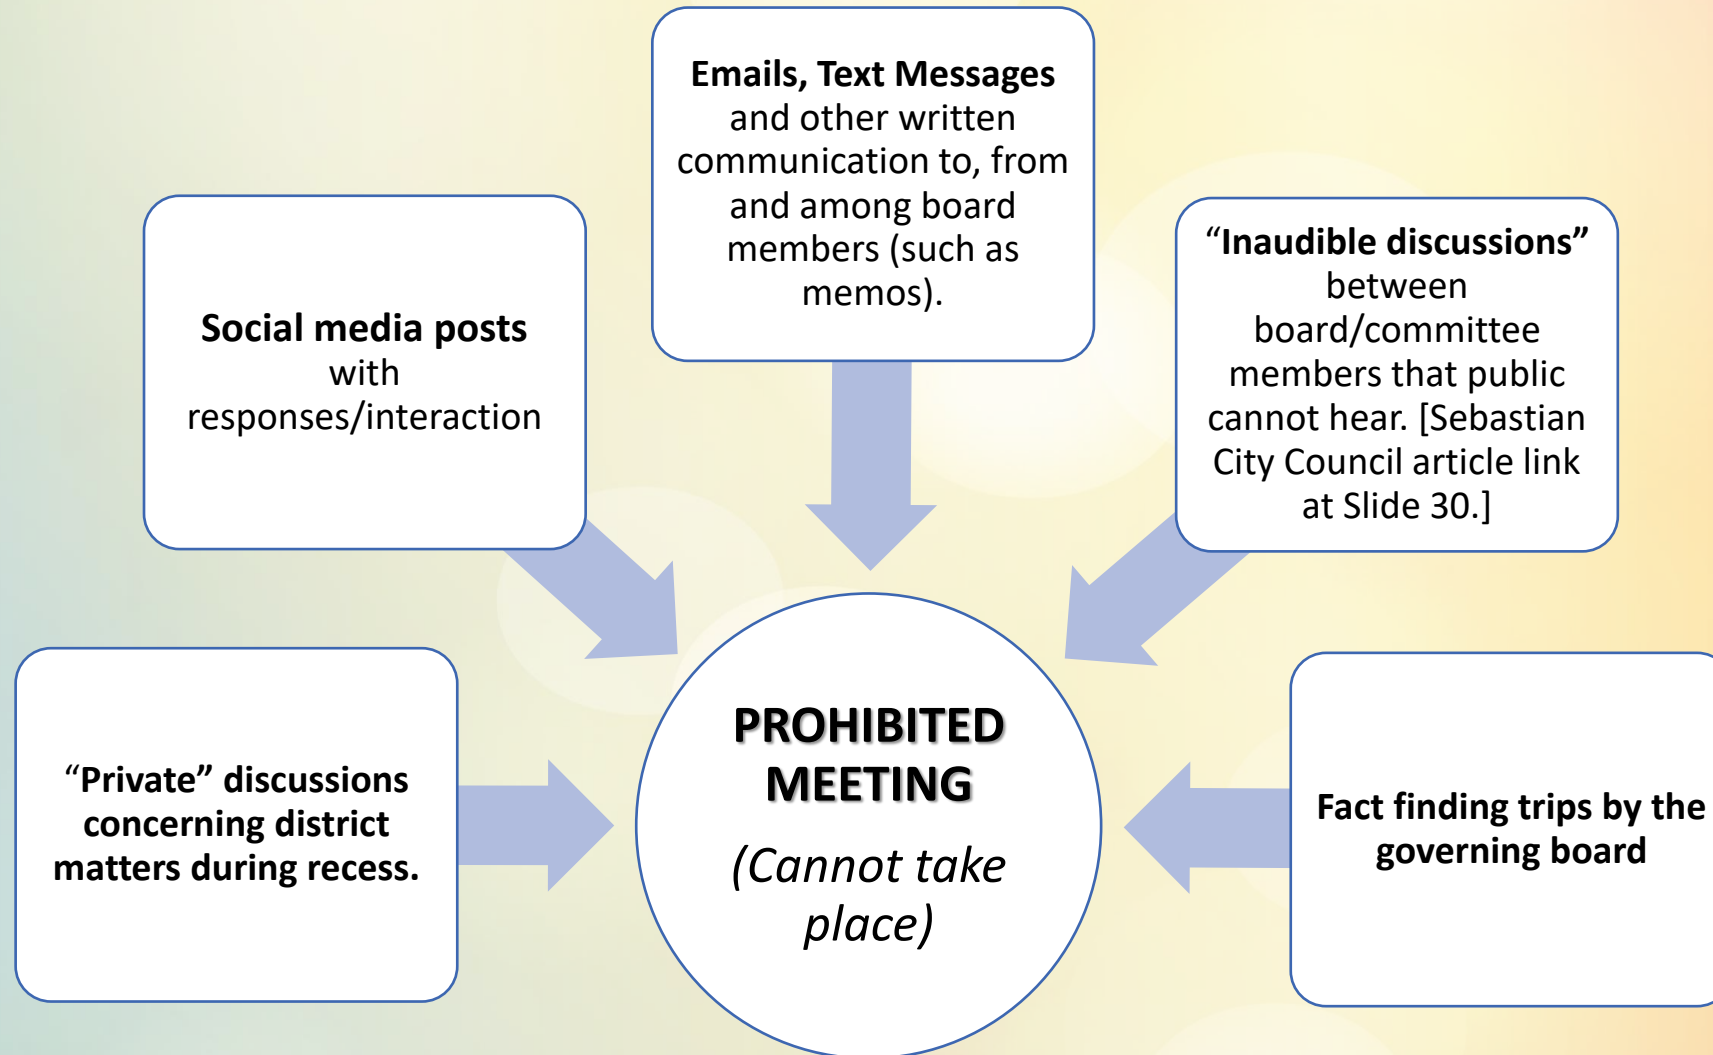 Emails, Text Messages
and other written
communication to, from
and among board
members (such as
memos).
Social media posts
with
responses/interaction
“Inaudible discussions”
between
board/committee
members that public
cannot hear. [Sebastian
City Council article link
at Slide 30.]
“Private” discussions
concerning district
matters during recess.
PROHIBITED
MEETING
(Cannot take
place)
Fact finding trips by the
governing board